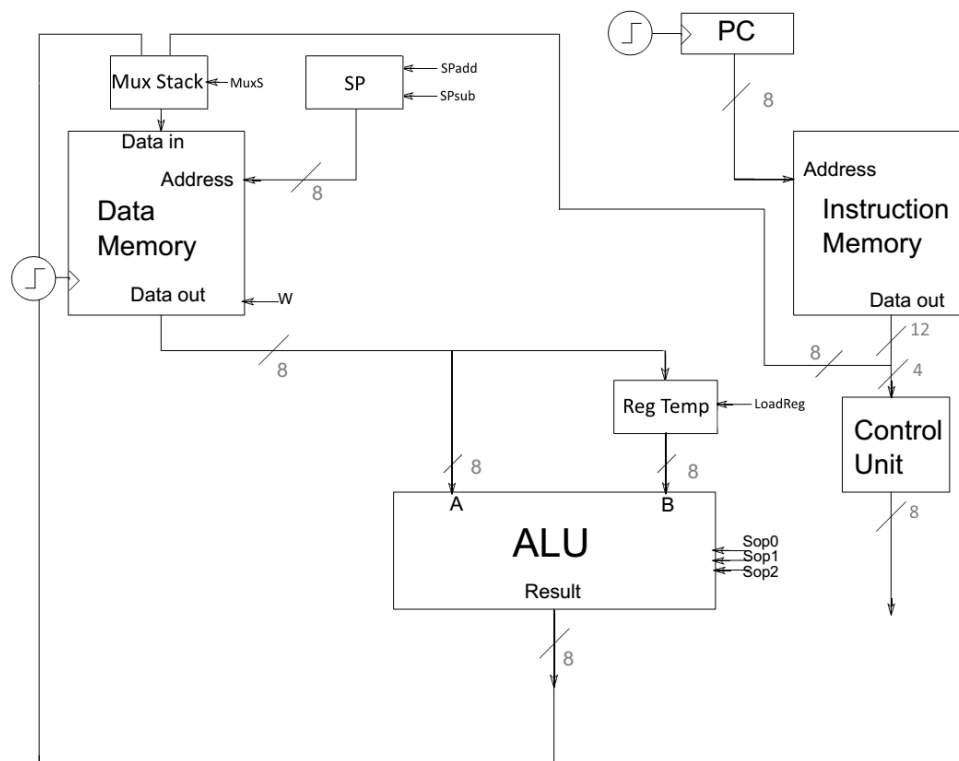 PC
Mux Stack
MuxS
SP
SPadd
SPsub
8
Data in
Address
8
Data
Memory
Data out
W
Address
Instruction
Memory
Data out
12
8
8
4
Reg Temp
LoadReg
Control
Unit
8
8
8
A
B
ALU
Sop0
Sop1
Sop2
Result
8